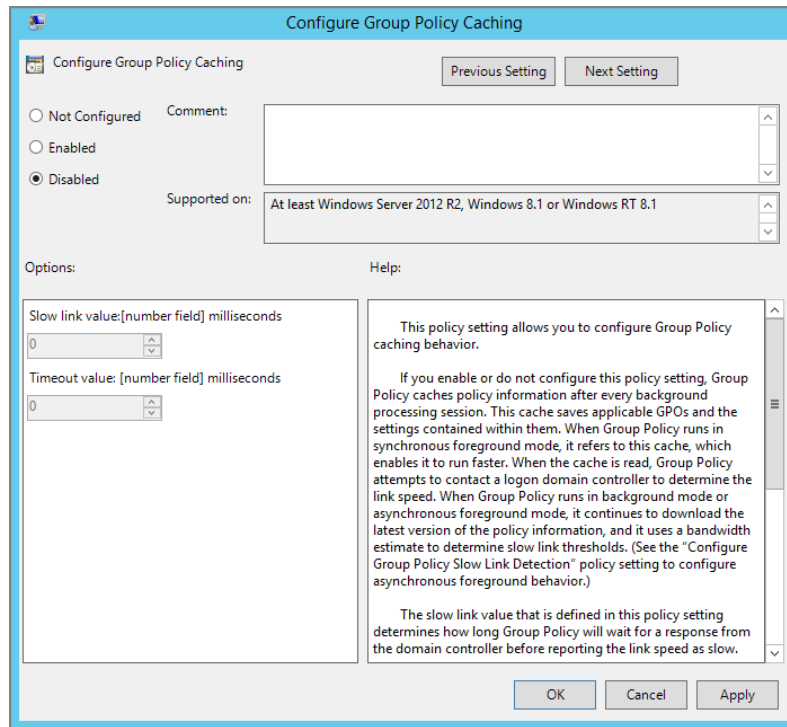 Configure Group Policy Caching
Configure Group Policy Caching
Previous Setting
Next Setting
Not Configured
Comment:
Enabled
Disabled
Supported on:
At least Windows Server 2012 R2, Windows 8.1 or Windows RT 8.1
Options:
Help:
Slow link value:[number field] milliseconds
0
Timeout value: [number field] milliseconds
0
This policy setting allows you to configure Group Policy
caching behavior.
If you enable or do not configure this policy setting, Group
Policy caches policy information after every background
processing session. This cache saves applicable GPOs and the
settings contained within them. When Group Policy runs in
synchronous foreground mode, it refers to this cache, which
enables it to run faster. When the cache is read, Group Policy
attempts to contact a logon domain controller to determine the
link speed. When Group Policy runs in background mode or
asynchronous foreground mode, it continues to download the
latest version of the policy information, and it uses a bandwidth
estimate to determine slow link thresholds. (See the “Configure
Group Policy Slow Link Detection” policy setting to configure
asynchronous foreground behavior.)
The slow link value that is defined in this policy setting
determines how long Group Policy will wait for a response from
the domain controller before reporting the link speed as slow.
OK
Cancel
Apply